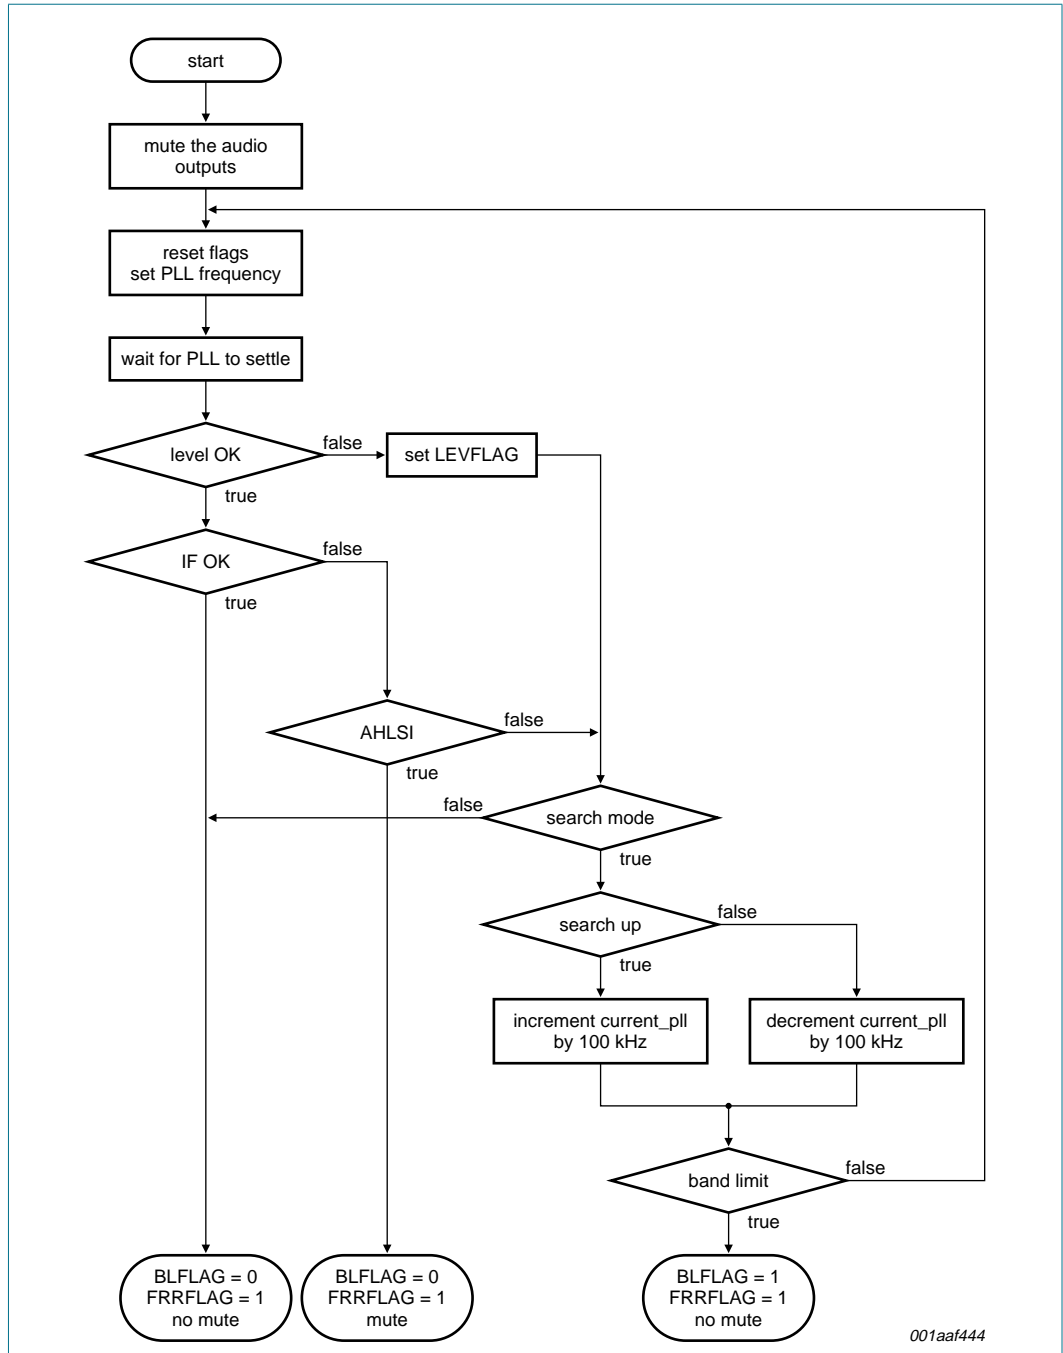 start
mute the audio
outputs
reset flags
set PLL frequency
wait for PLL to settle
level OK
false
set LEVFLAG
true
IF OK
false
true
AHLSI
false
true
search mode
false
true
search up
false
true
increment current_pll
by 100 kHz
decrement current_pll
by 100 kHz
band limit
false
true
BLFLAG = 0
FRRFLAG = 1
no mute
BLFLAG = 0
FRRFLAG = 1
mute
BLFLAG = 1
FRRFLAG = 1
no mute
001aaf444